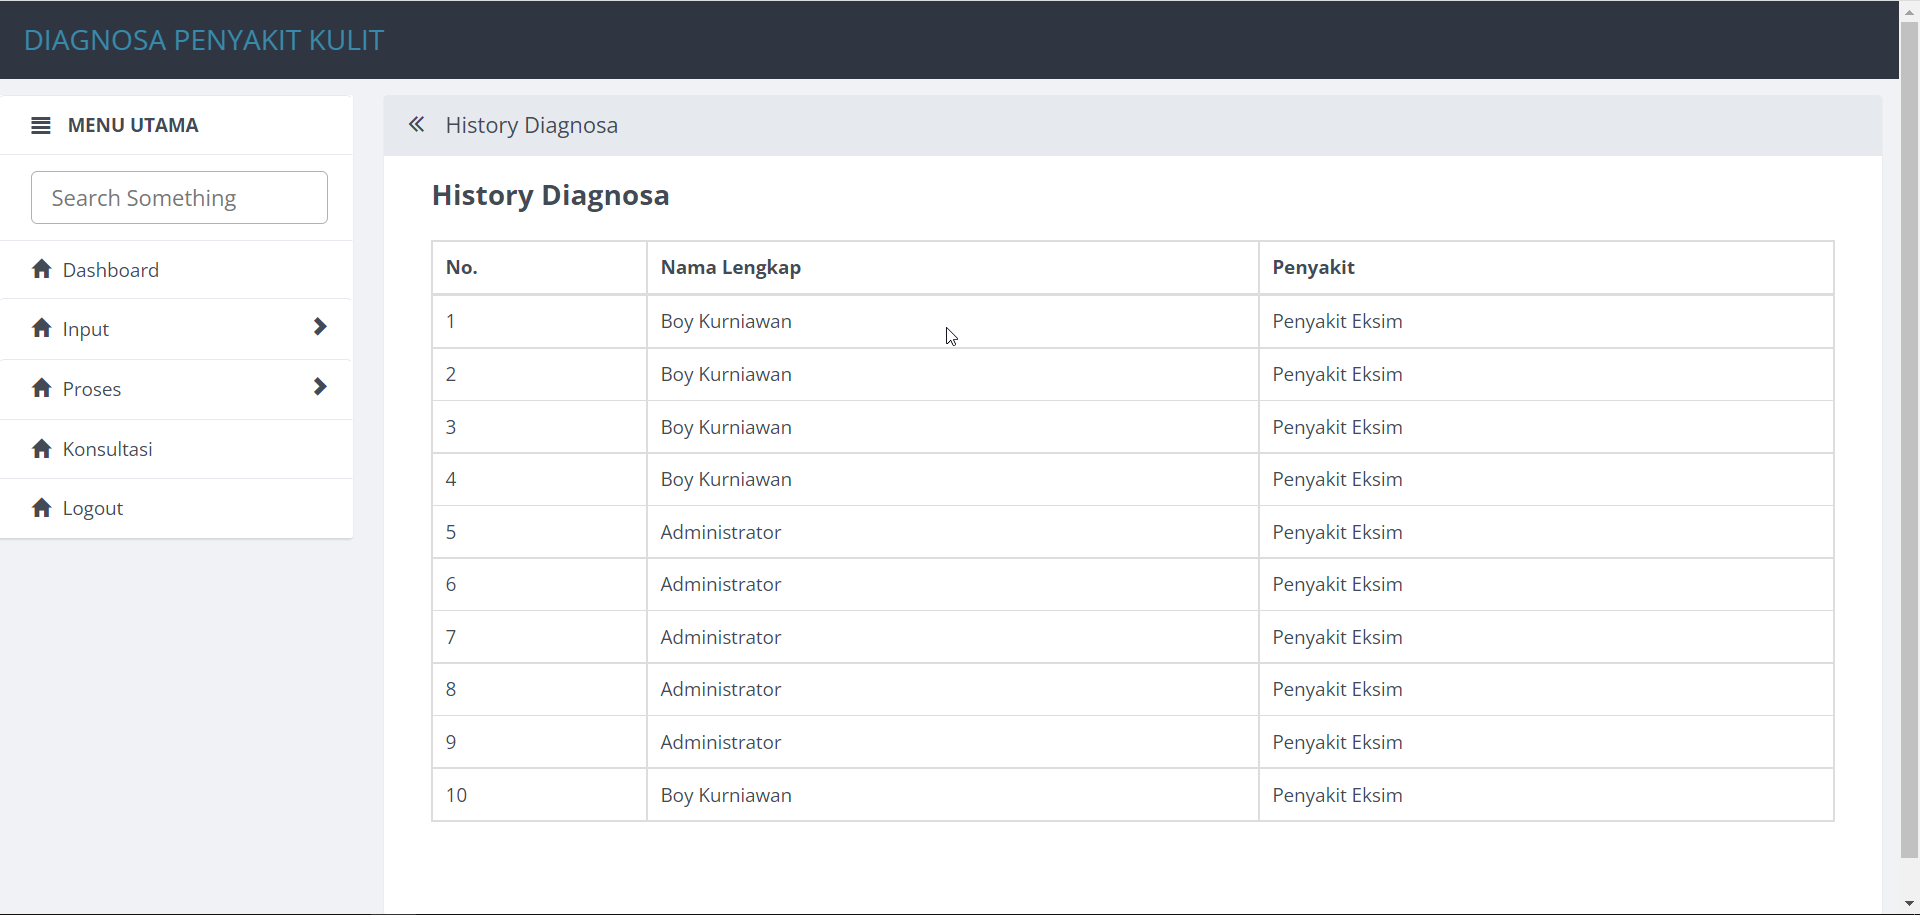 DIAGNOSA PENYAKIT KULIT
MENU UTAMA
Search Something
Dashboard
Input
Proses
Konsultasi
Logout
History Diagnosa
History Diagnosa
No. Nama Lengkap Penyakit
1 Boy Kurniawan Penyakit Eksim
2 Boy Kurniawan Penyakit Eksim
3 Boy Kurniawan Penyakit Eksim
4 Boy Kurniawan Penyakit Eksim
5 Administrator Penyakit Eksim
6 Administrator Penyakit Eksim
7 Administrator Penyakit Eksim
8 Administrator Penyakit Eksim
9 Administrator Penyakit Eksim
10 Boy Kurniawan Penyakit Eksim